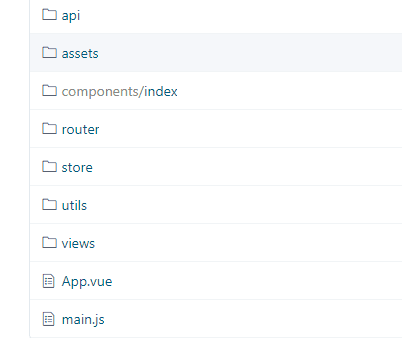 api
assets
components/index
router
store
utils
views
App.vue
main.js